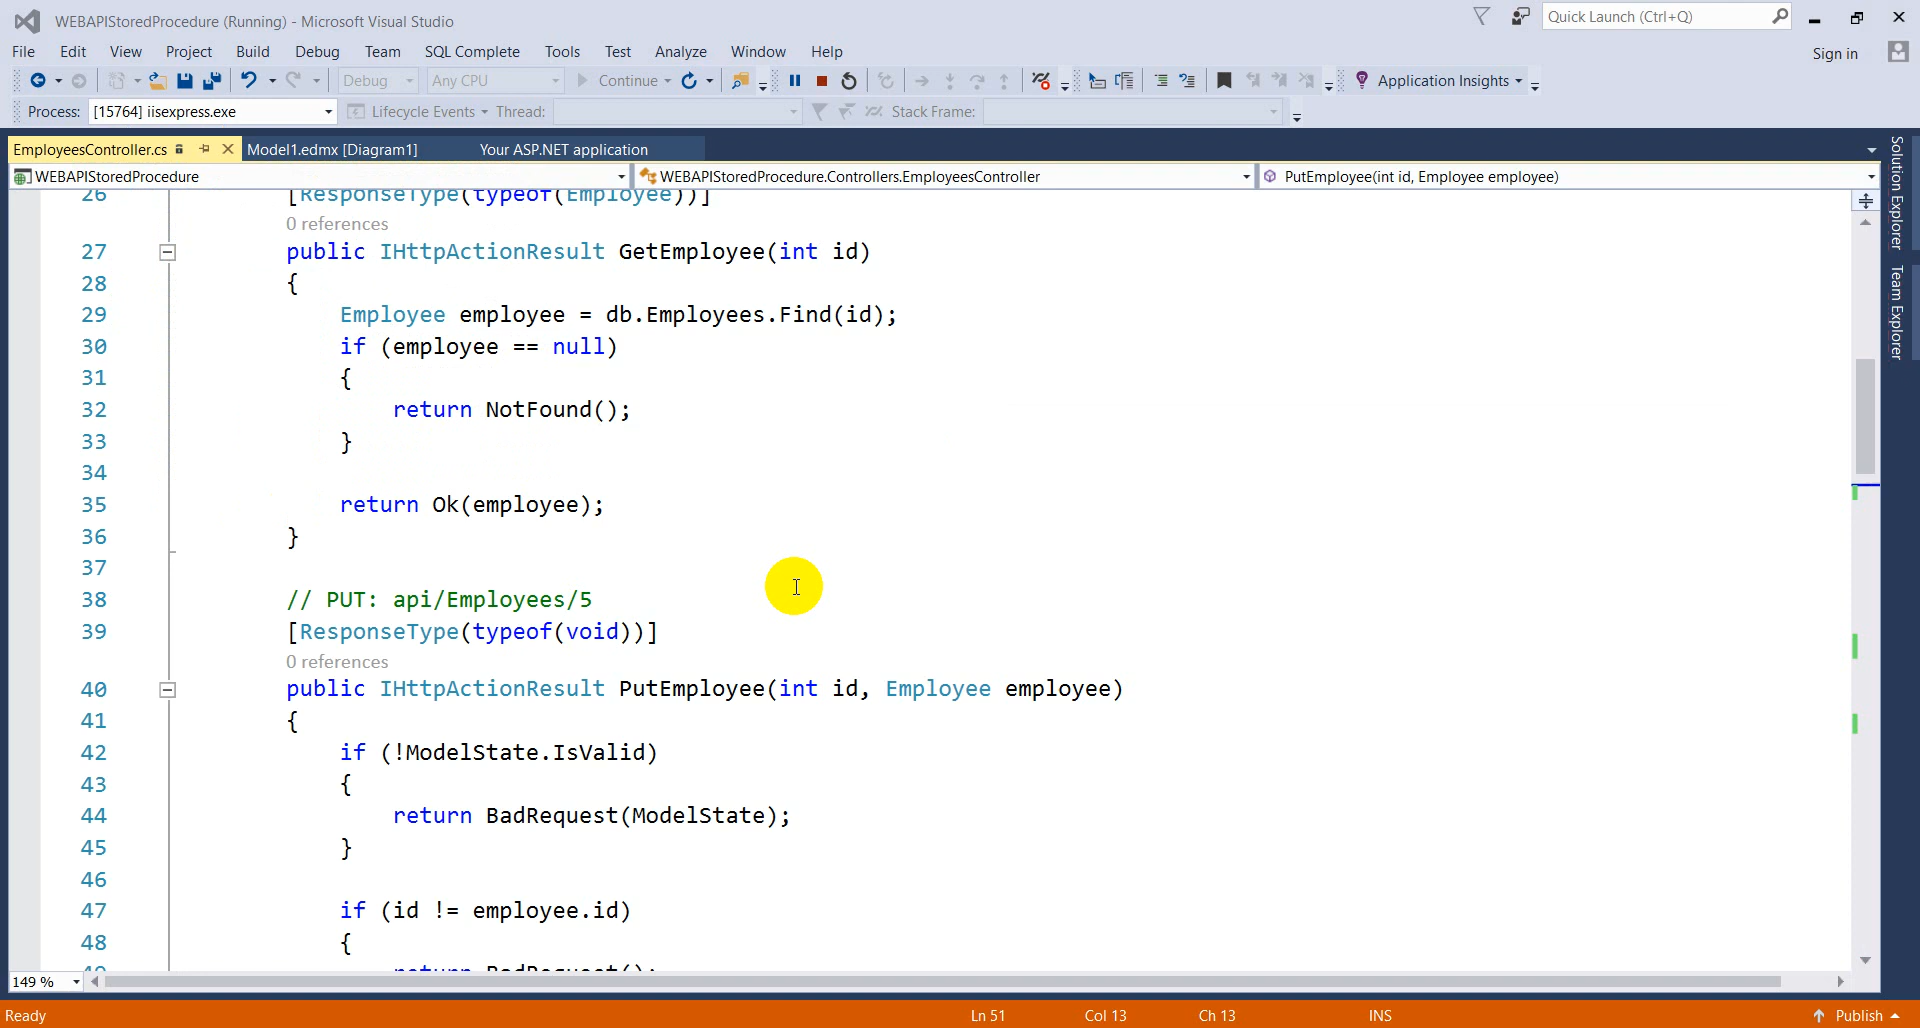 WEBAPIStoredProcedure (Running) - Microsoft Visual Studio
Quick Launch (Ctrl+Q)
File Edit View Project Build Debug Team SQL Complete Tools Test Analyze Window Help
Sign in
Debug Any CPU Continue Application Insights
Process: [15764] iisexpress.exe Lifecycle Events Thread: Stack Frame:
EmployeesController.cs Model1.edmx [Diagram1] Your ASP.NET application
WEBAPIStoredProcedure WEBAPIStoredProcedure.Controllers.EmployeesController PutEmployee(int id, Employee employee)
Solution Explorer
Team Explorer
26 [ResponseType(typeof(Employee))]
0 references
27 public IHttpActionResult GetEmployee(int id)
28 {
29 Employee employee = db.Employees.Find(id);
30 if (employee == null)
31 {
32 return NotFound();
33 }
34
35 return Ok(employee);
36 }
37
38 // PUT: api/Employees/5
39 [ResponseType(typeof(void))]
0 references
40 public IHttpActionResult PutEmployee(int id, Employee employee)
41 {
42 if (!ModelState.IsValid)
43 {
44 return BadRequest(ModelState);
45 }
46
47 if (id != employee.id)
48 {
49 return BadRequest();
149 %
Ready Ln 51 Col 13 Ch 13 INS Publish